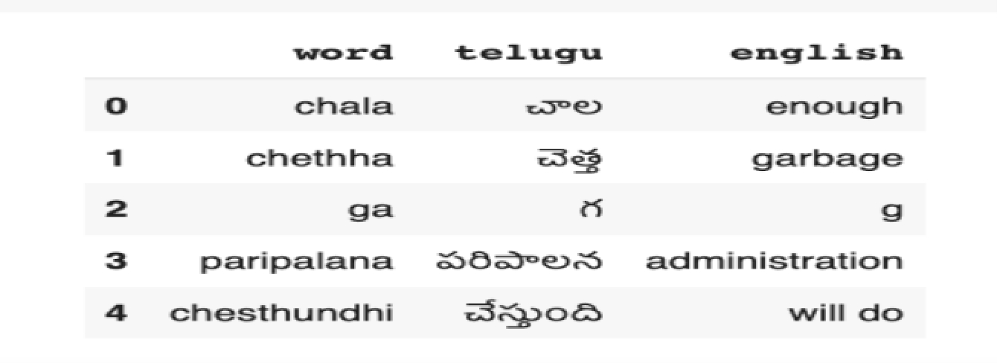 word telugu english
0 chala చాల enough
1 chethha చెత్త garbage
2 ga గ g
3 paripalana పరిపాలన administration
4 chesthundhi చేస్తుంది will do